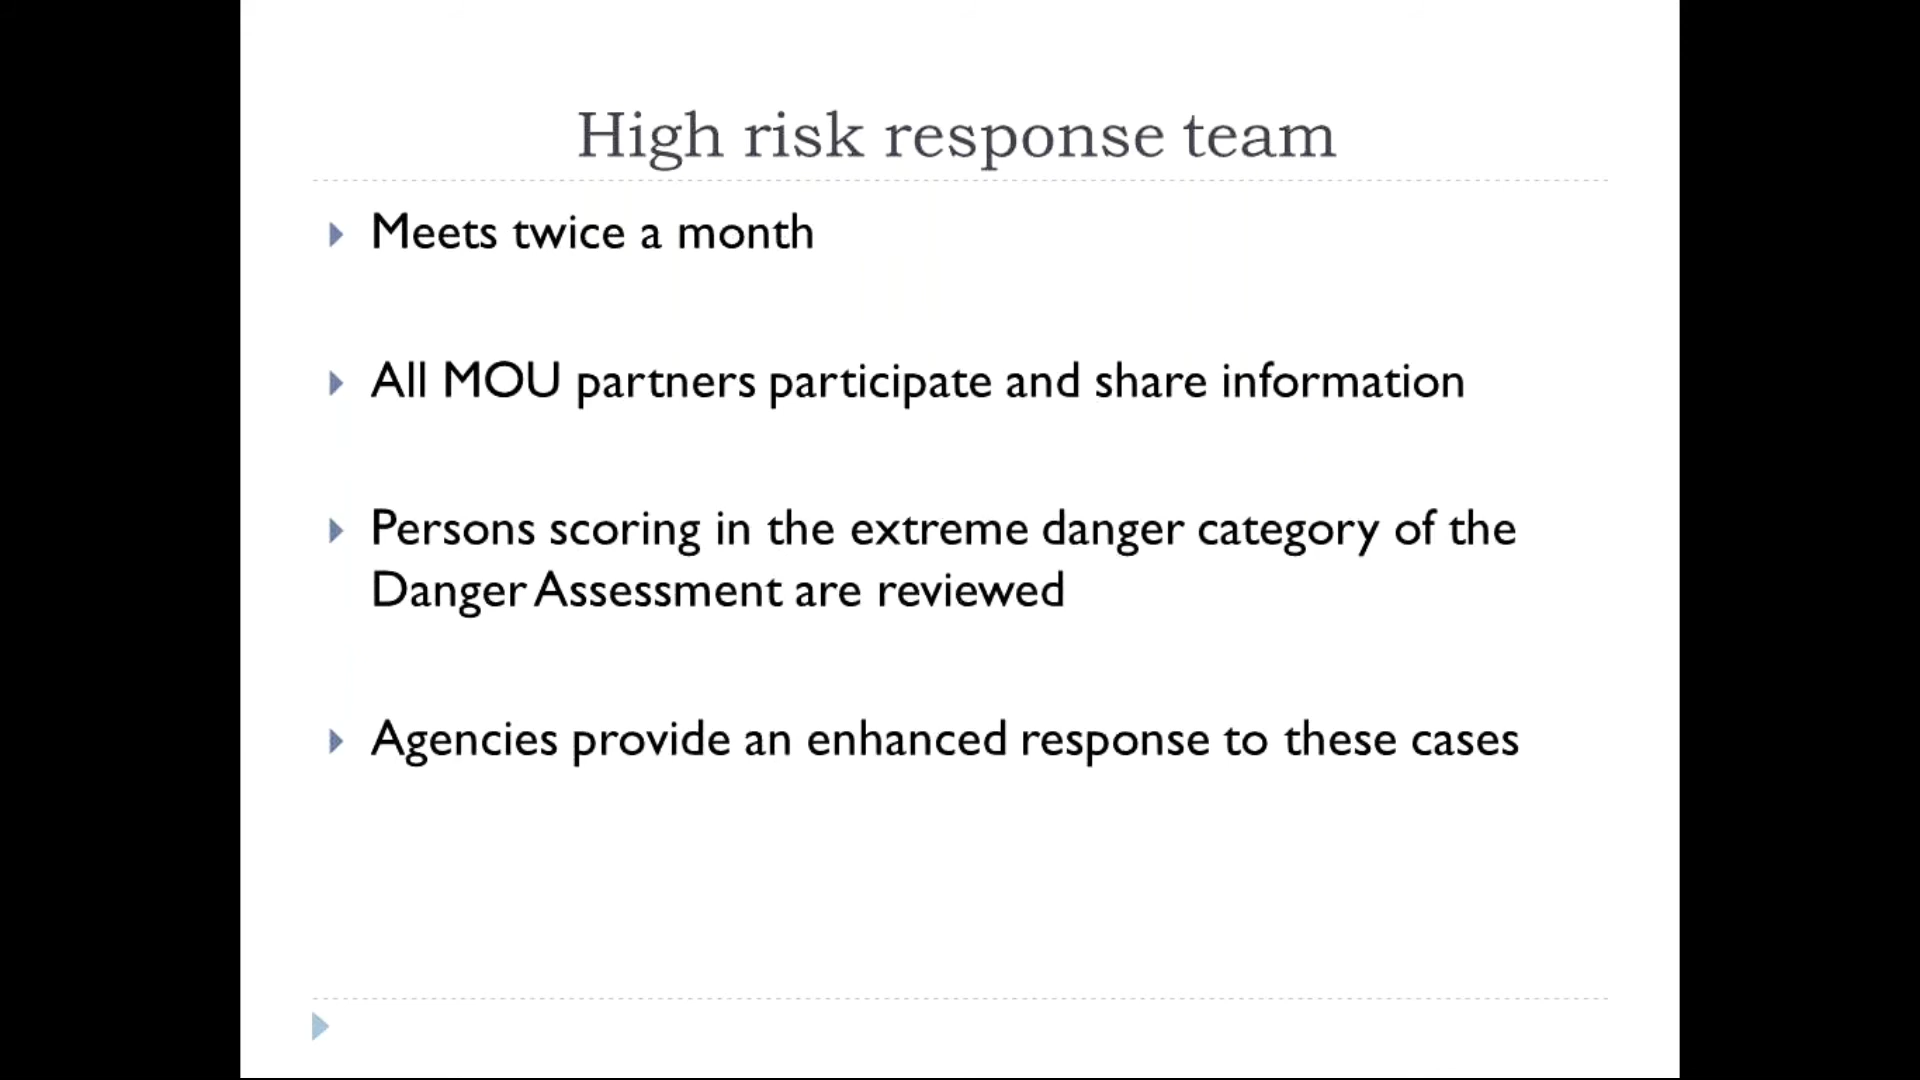 High risk response team
Meets twice a month
All MOU partners participate and share information
Persons scoring in the extreme danger category of the
Danger Assessment are reviewed
Agencies provide an enhanced response to these cases